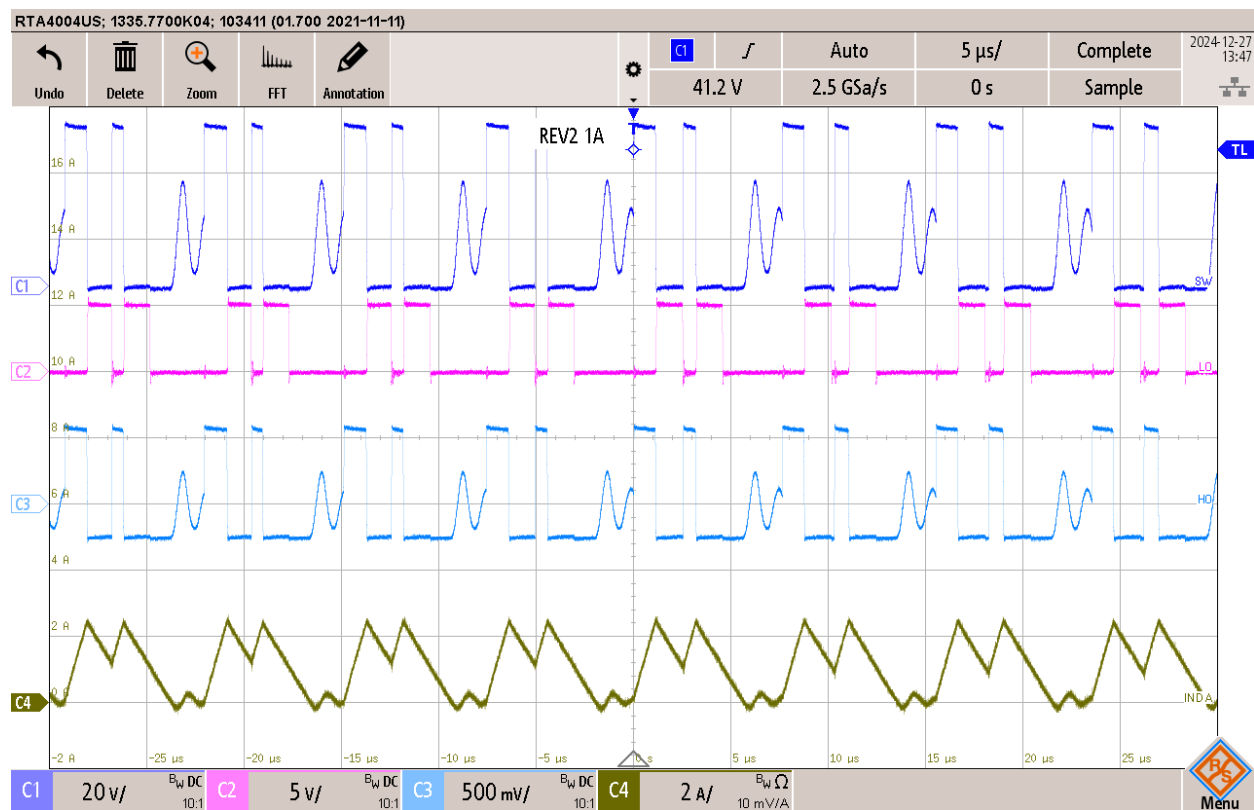 RTA4004US; 1335.7700K04; 103411 (01.700 2021-11-11)
Undo Delete Zoom FFT Annotation
C1 Auto 5 µs/ Complete
41.2 V 2.5 GSa/s 0 s Sample
2024-12-27
13:47
REV2 1A
T
TL
16 A
14 A
C1
SW
12 A
10 A
C2
LO
8 A
6 A
C3
HO
4 A
2 A
0 A
C4
IND A
-2 A -25 µs -20 µs -15 µs -10 µs -5 µs 0 s 5 µs 10 µs 15 µs 20 µs 25 µs
C1 20 V/ BW DC 10:1
C2 5 V/ BW DC 10:1
C3 500 mV/ BW DC 10:1
C4 2 A/ BW Ω 10 mV/A
R/S
Menu